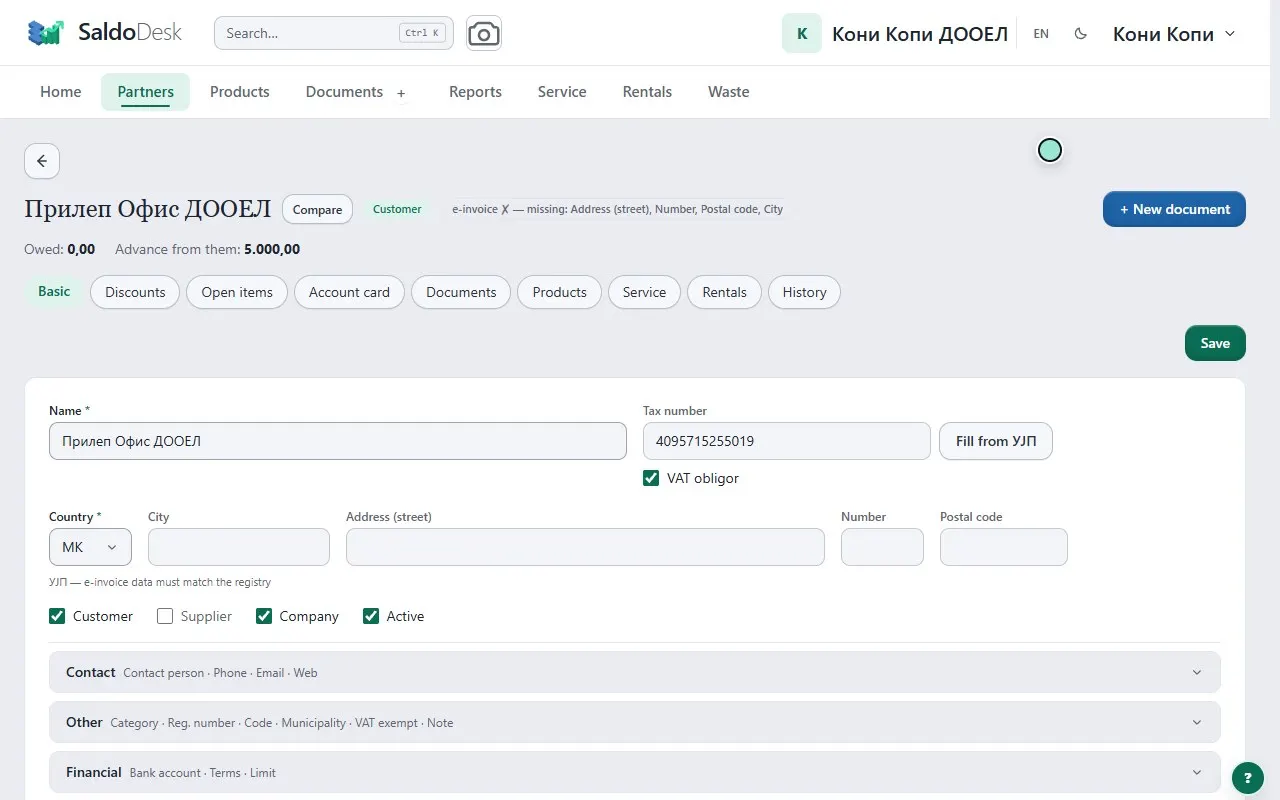 SaldoDesk
Search... Ctrl K
K Кони Копи ДООЕЛ EN Кони Копи
Home Partners Products Documents + Reports Service Rentals Waste
Прилеп Офис ДООЕЛ Compare Customer e-invoice ✗ — missing: Address (street), Number, Postal code, City + New document
Owed: 0,00 Advance from them: 5.000,00
Basic Discounts Open items Account card Documents Products Service Rentals History
Save
Name * Tax number
Прилеп Офис ДООЕЛ 4095715255019 Fill from УЈП
VAT obligor
Country * City Address (street) Number Postal code
MK
УЈП — e-invoice data must match the registry
Customer Supplier Company Active
Contact Contact person · Phone · Email · Web
Other Category · Reg. number · Code · Municipality · VAT exempt · Note
Financial Bank account · Terms · Limit
?